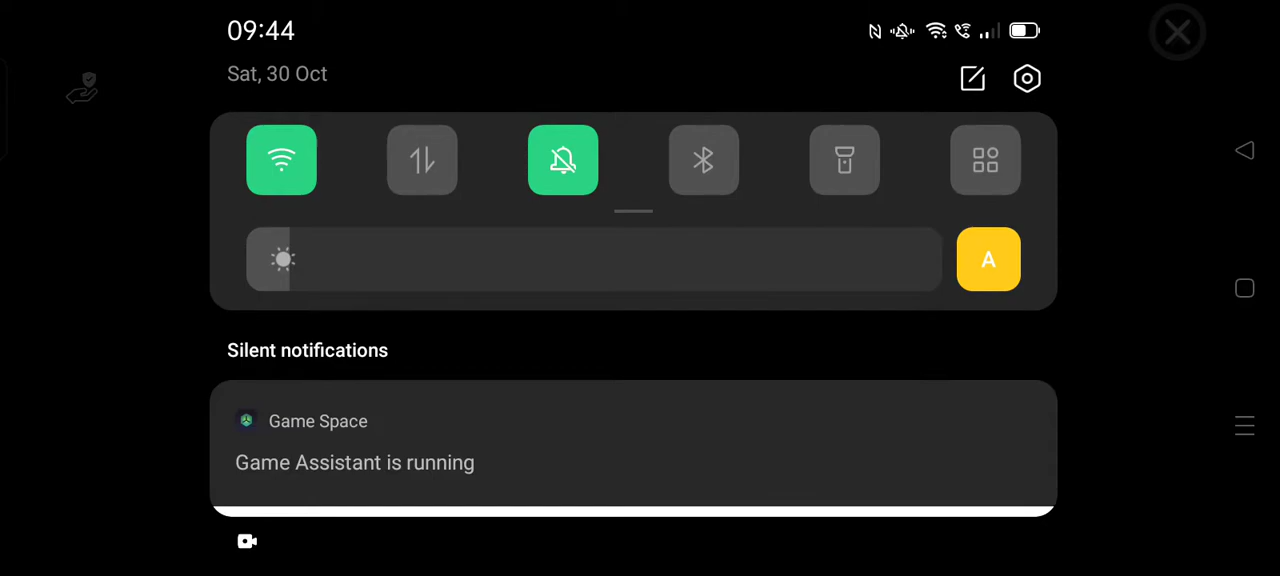 09:44
Sat, 30 Oct
A
Silent notifications
Game Space
Game Assistant is running